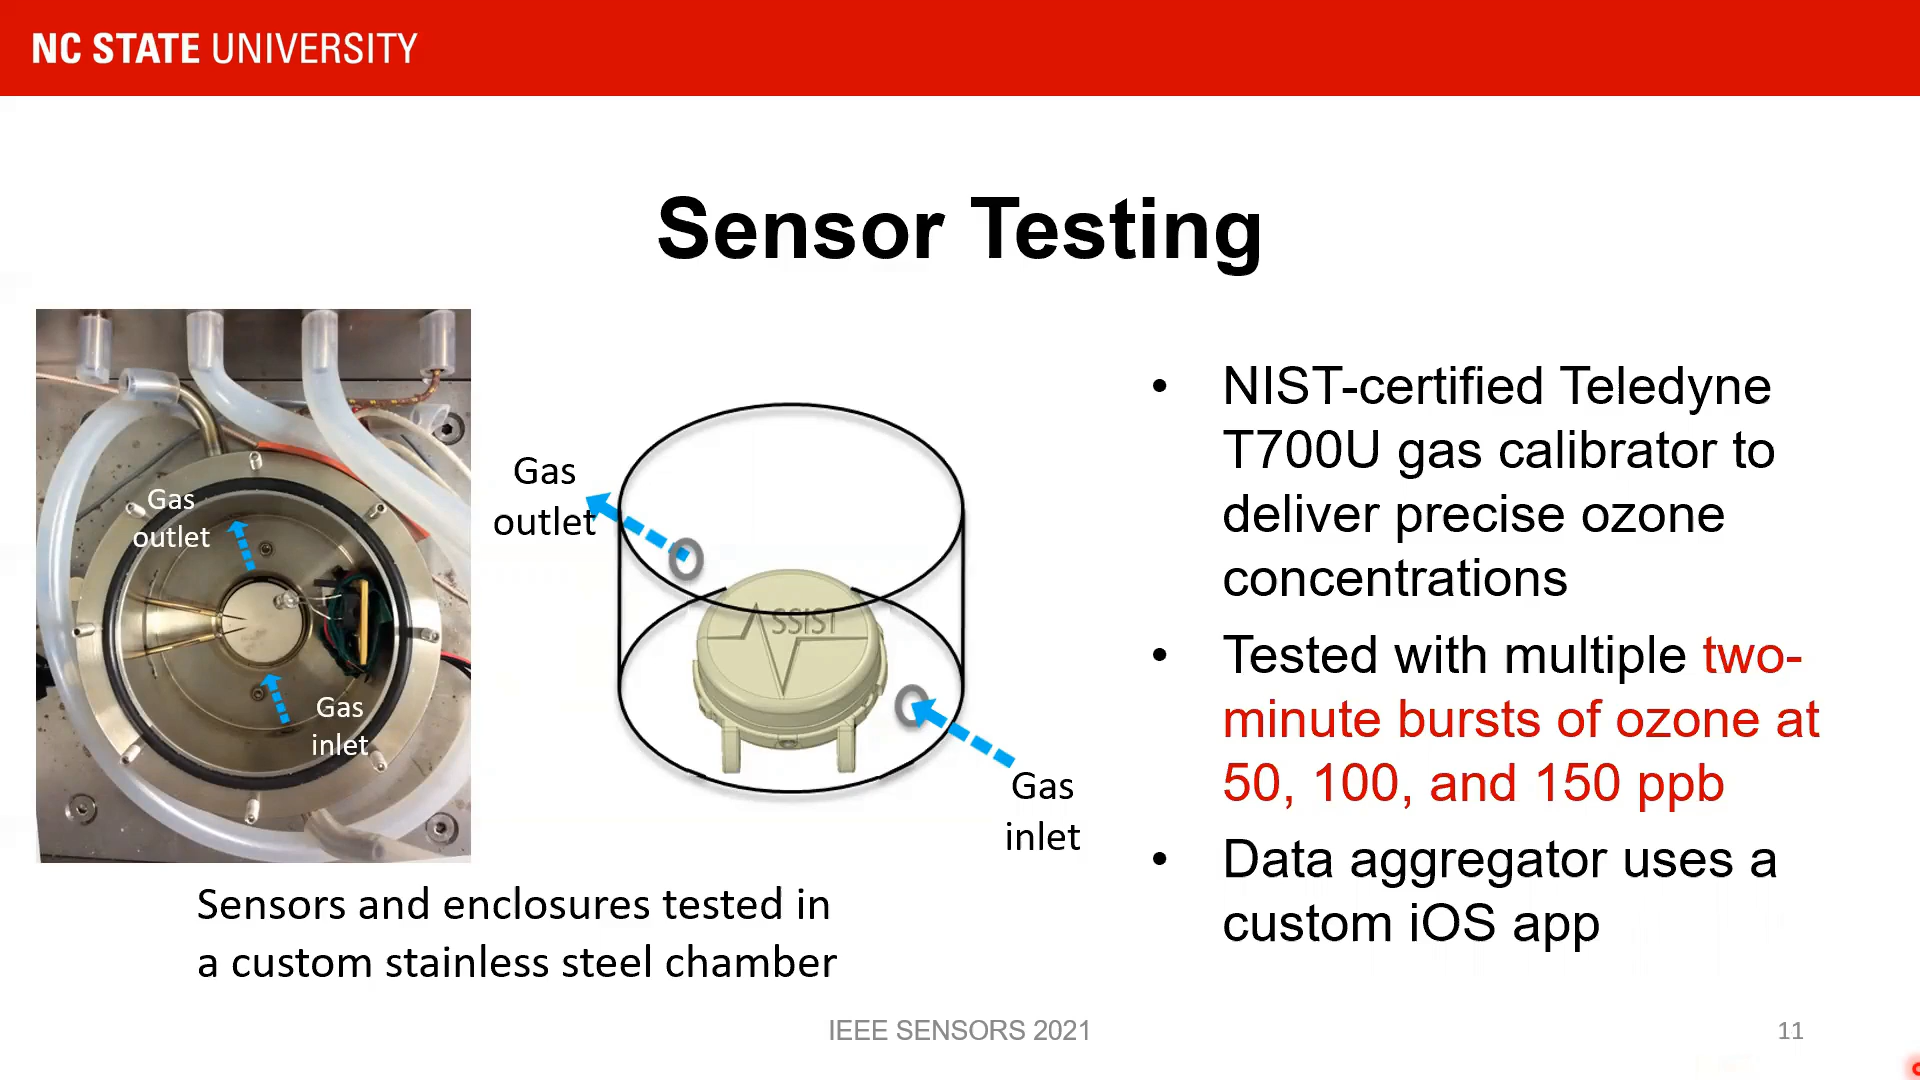 NC STATE UNIVERSITY
Sensor Testing
Gas
outlet
Gas
inlet
Gas
outlet
ASSIST
Gas
inlet
Sensors and enclosures tested in
a custom stainless steel chamber
• NIST-certified Teledyne
T700U gas calibrator to
deliver precise ozone
concentrations
• Tested with multiple two-
minute bursts of ozone at
50, 100, and 150 ppb
• Data aggregator uses a
custom iOS app
IEEE SENSORS 2021
11